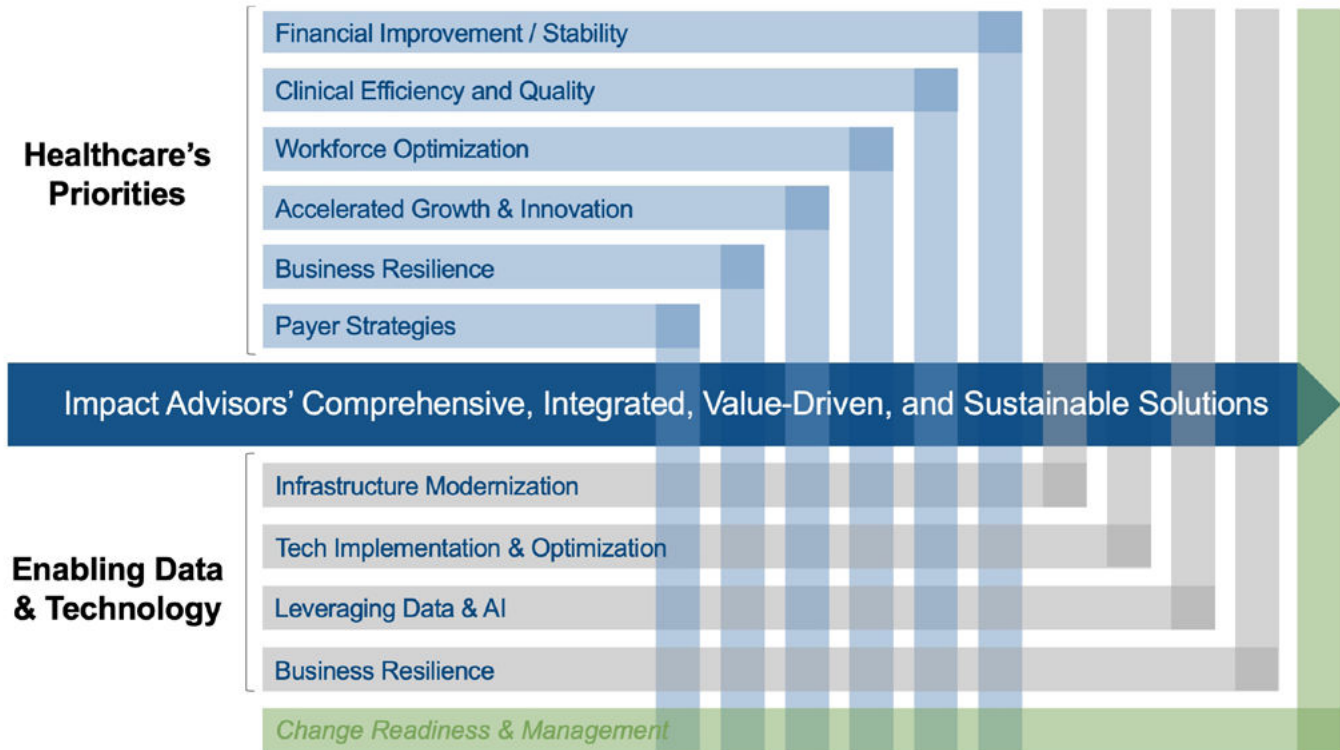 Financial Improvement / Stability
Clinical Efficiency and Quality
Healthcare's
Priorities
Workforce Optimization
Accelerated Growth & Innovation
Business Resilience
Payer Strategies
Impact Advisors' Comprehensive, Integrated, Value-Driven, and Sustainable Solutions
Infrastructure Modernization
Enabling Data
& Technology
Tech Implementation & Optimization
Leveraging Data & AI
Business Resilience
Change Readiness & Management